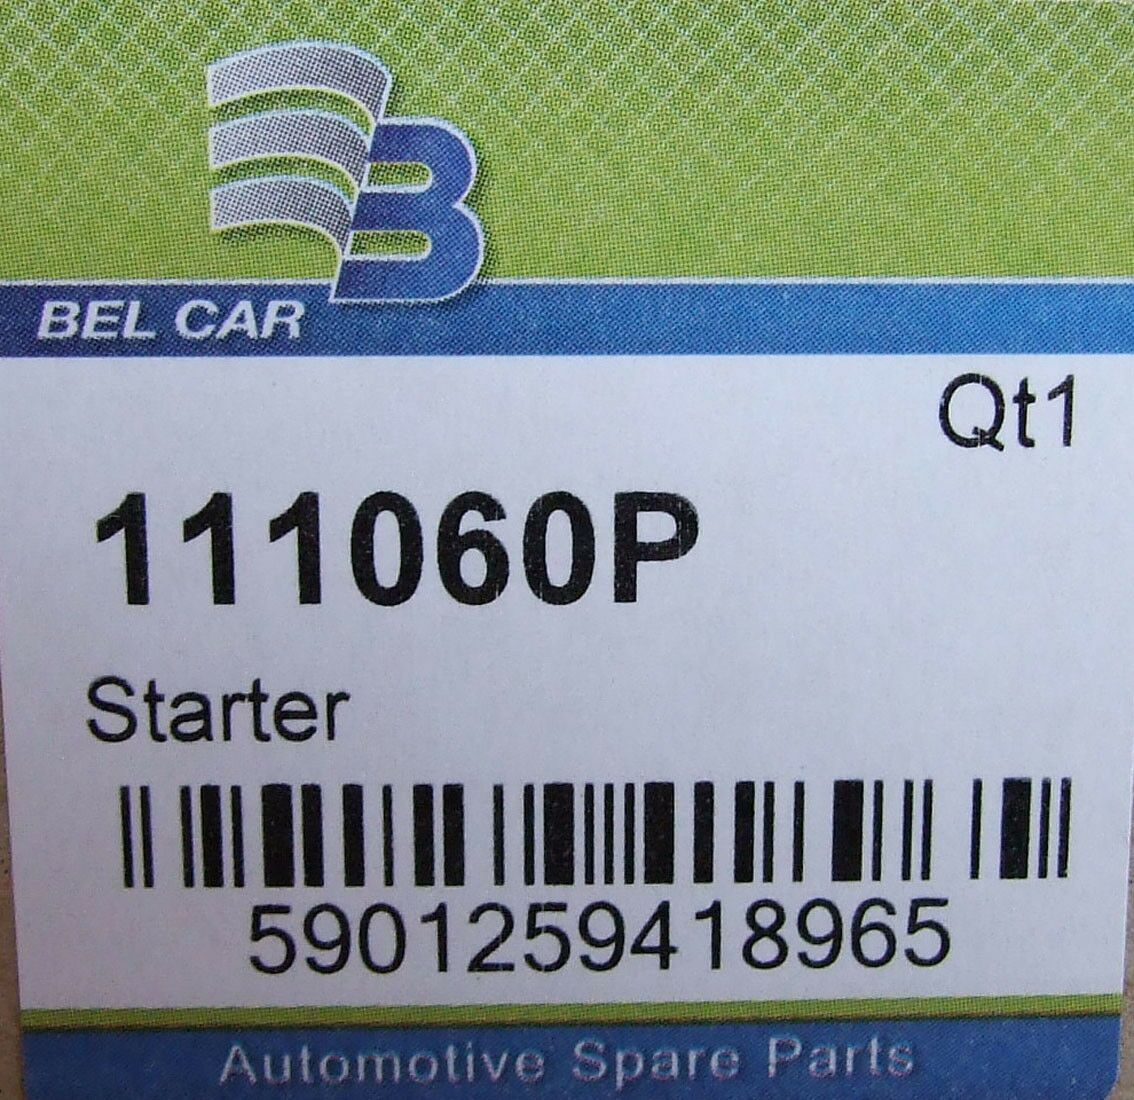 BEL CAR
Qt1
111060P
Starter
5901259418965
Automotive Spare Parts